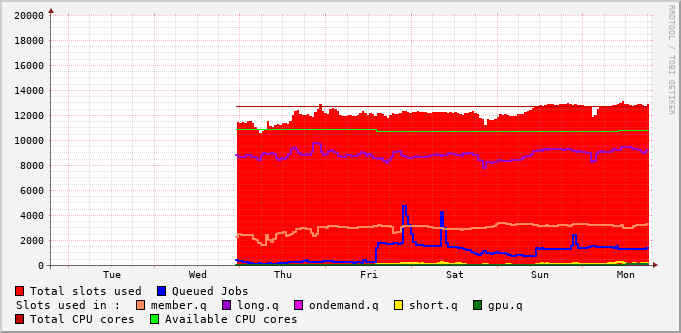 20000
18000
16000
14000
12000
10000
8000
6000
4000
2000
0
Tue Wed Thu Fri Sat Sun Mon
Total slots used Queued Jobs
Slots used in : member.q long.q ondemand.q short.q gpu.q
Total CPU cores Available CPU cores
RRDTOOL / TOBI OETIKER